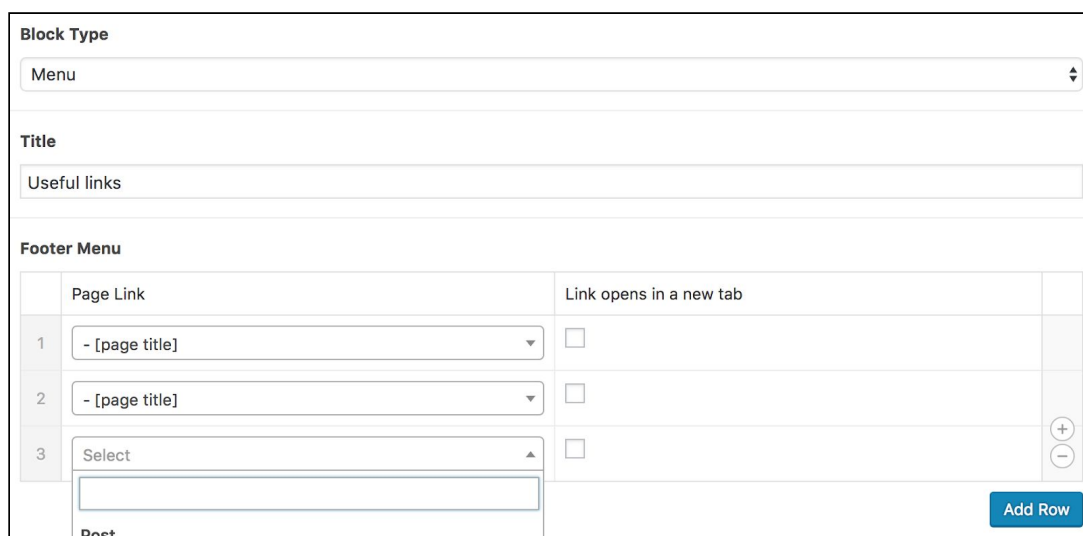 Block Type
Menu
Title
Useful links
Footer Menu
Page Link Link opens in a new tab
1 - [page title]
2 - [page title]
3 Select
Add Row
Post